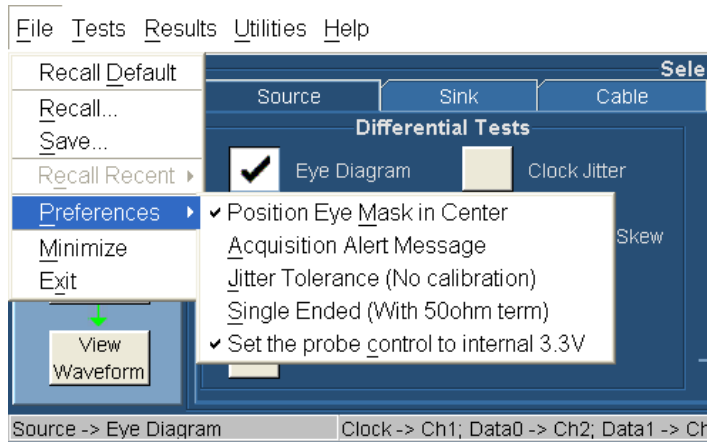 File Tests Results Utilities Help
Recall Default
Recall...
Save...
Recall Recent
Preferences
Minimize
Exit
Position Eye Mask in Center
Acquisition Alert Message
Jitter Tolerance (No calibration)
Single Ended (With 50ohm term)
Set the probe control to internal 3.3V
Source Sink Cable
Differential Tests
Eye Diagram Clock Jitter
Skew
View
Waveform
Source -> Eye Diagram Clock -> Ch1; Data0 -> Ch2; Data1 ->